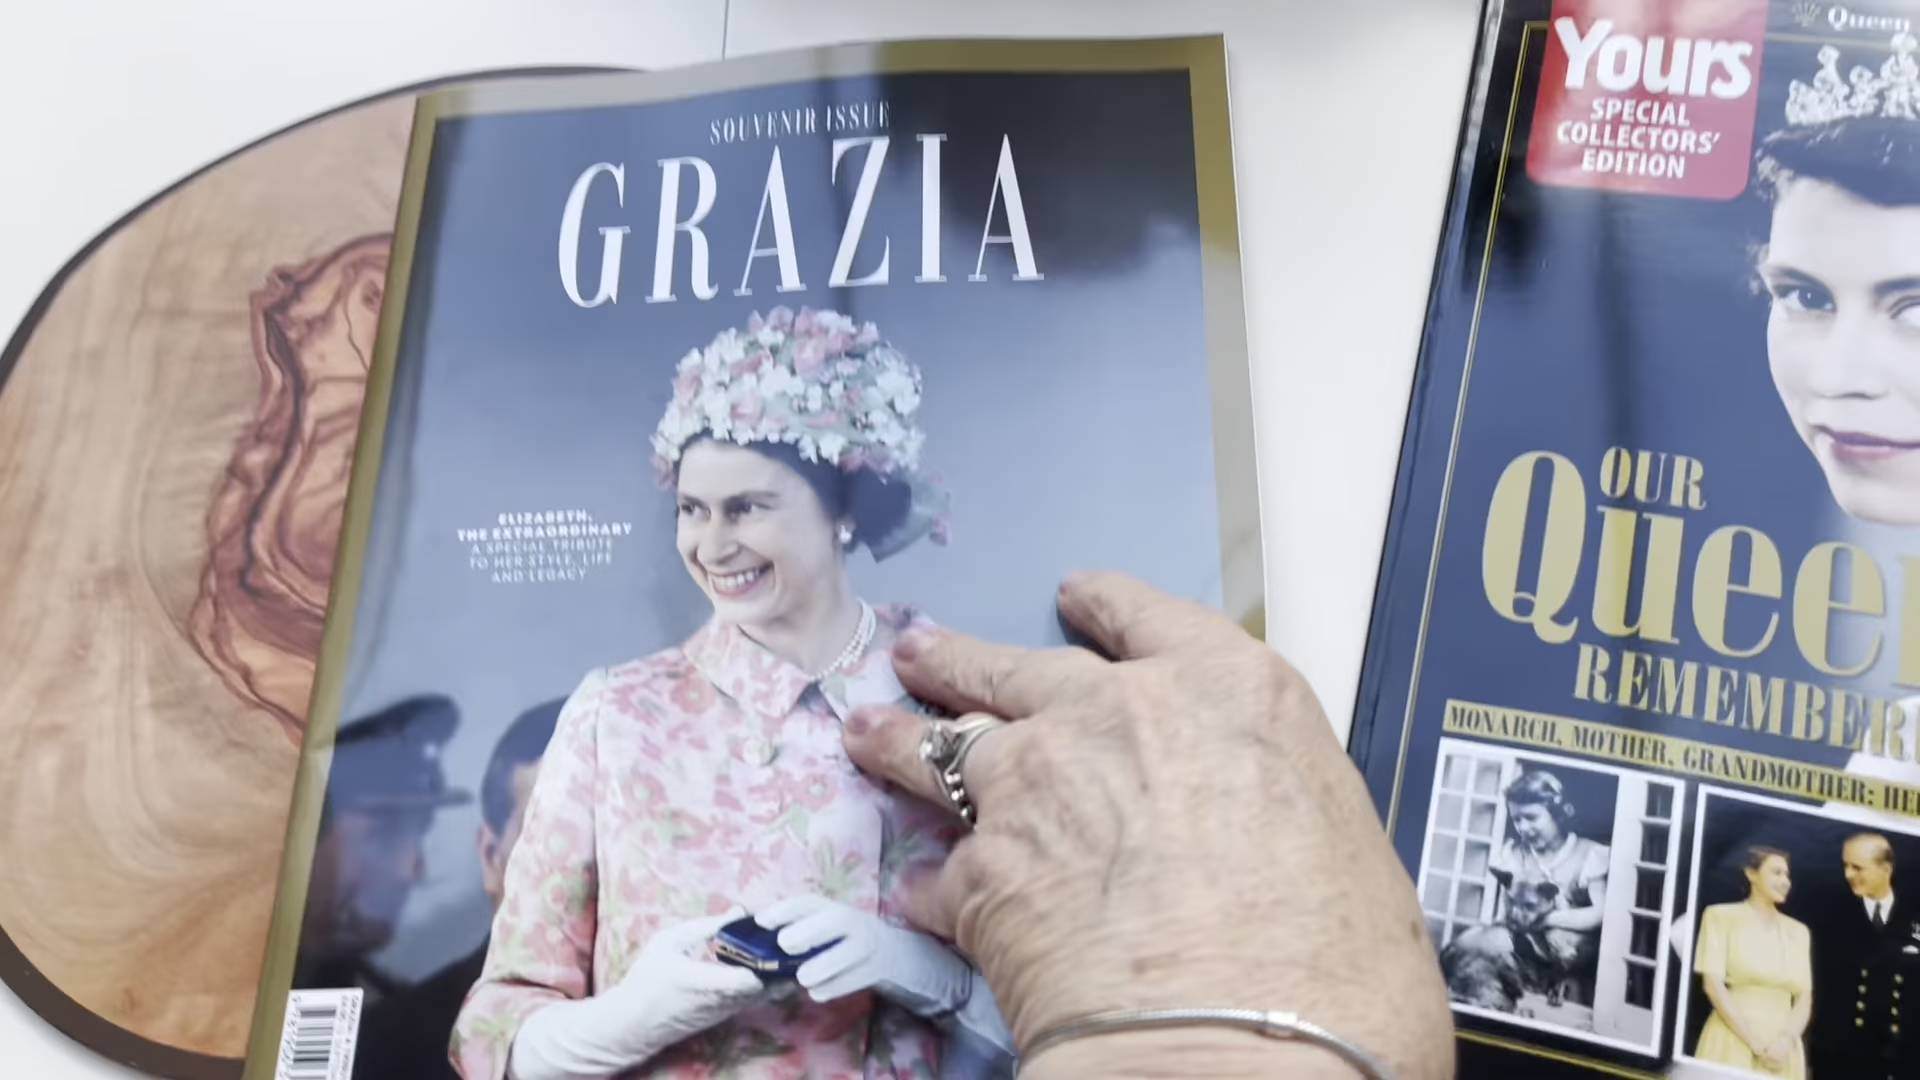 SOUVENIR ISSUE
GRAZIA
ELIZABETH,
THE EXTRAORDINARY
A SPECIAL TRIBUTE
TO HER STYLE, LIFE
AND LEGACY
Queen
Yours
SPECIAL
COLLECTORS'
EDITION
OUR
Queen
REMEMBER
MONARCH, MOTHER, GRANDMOTHER: HER